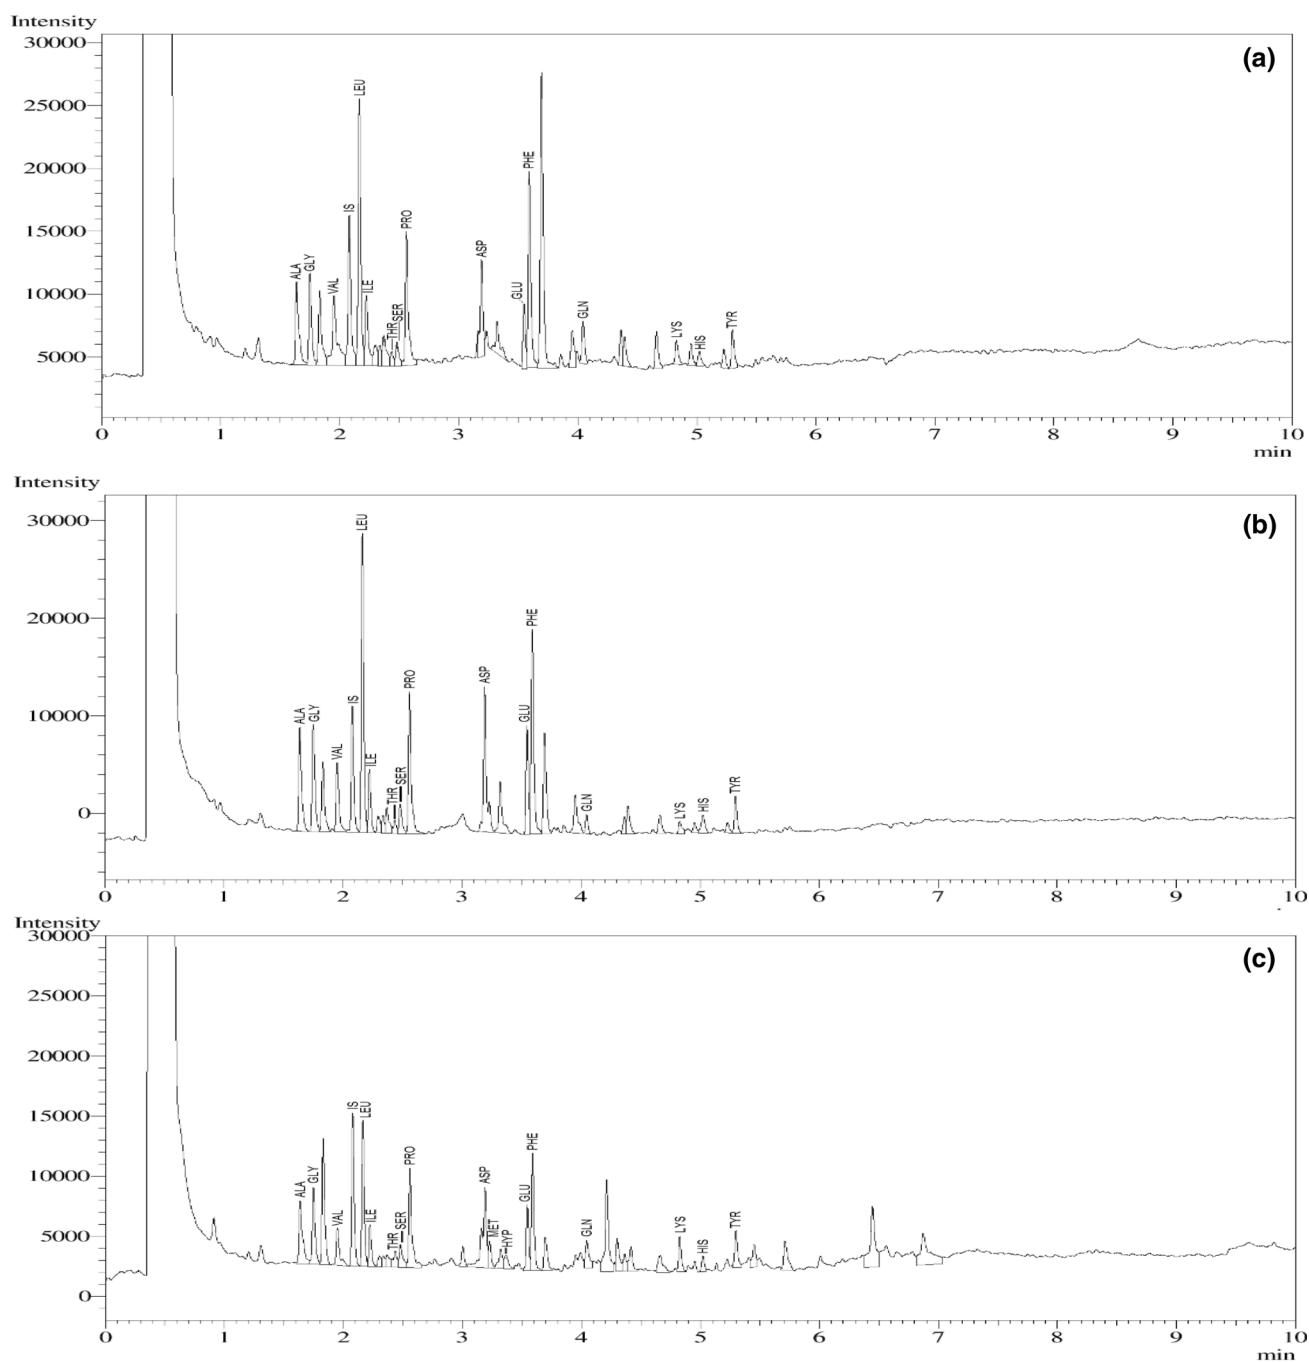 Intensity
(a)
30000
25000
20000
15000
10000
5000
ALA
GLY
VAL
IS
LEU
ILE
THR
SER
PRO
ASP
GLU
PHE
GLN
LYS
HIS
TYR
0 1 2 3 4 5 6 7 8 9 10
min
Intensity
(b)
30000
20000
10000
0
ALA
GLY
VAL
IS
LEU
ILE
THR
SER
PRO
ASP
GLU
PHE
GLN
LYS
HIS
TYR
0 1 2 3 4 5 6 7 8 9 10
Intensity
(c)
30000
25000
20000
15000
10000
5000
0
ALA
GLY
VAL
IS
LEU
ILE
THR
SER
PRO
ASP
MET
HYP
GLU
PHE
GLN
LYS
HIS
TYR
0 1 2 3 4 5 6 7 8 9 10
min